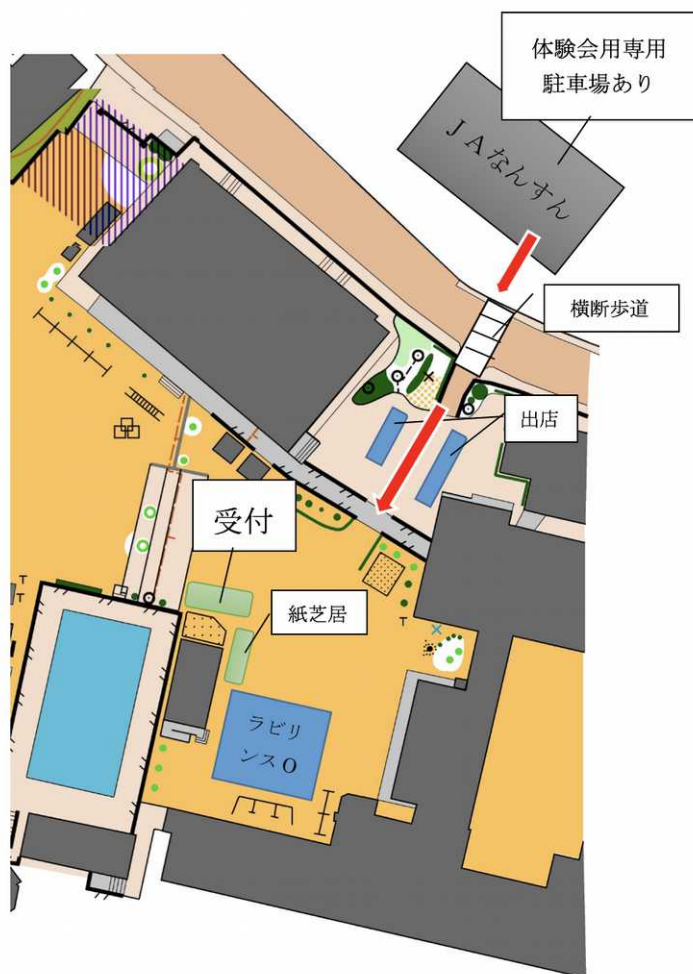 体験会用専用
駐車場あり
ＪＡなんすん
横断歩道
出店
受付
紙芝居
ラビリ
ンスO